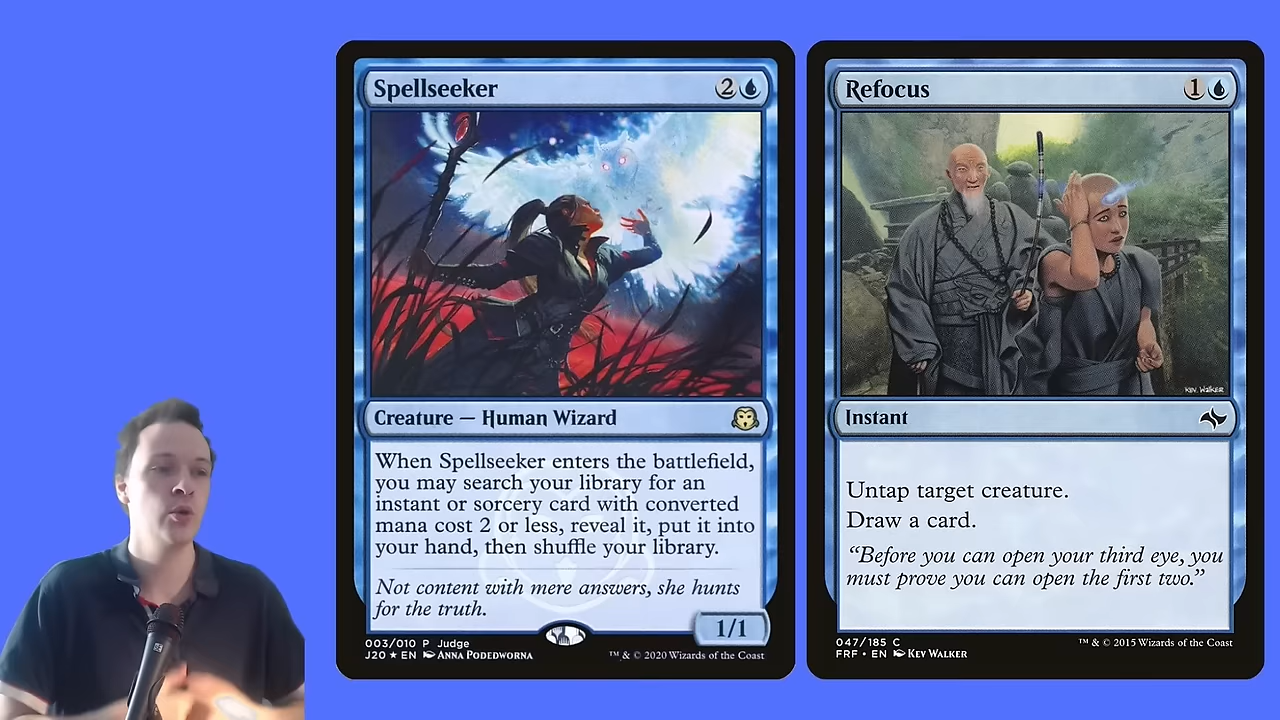 Spellseeker
2
Creature — Human Wizard
When Spellseeker enters the battlefield,
you may search your library for an
instant or sorcery card with converted
mana cost 2 or less, reveal it, put it into
your hand, then shuffle your library.
Not content with mere answers, she hunts
for the truth.
1/1
003/010 P Judge
J20 ★ EN Anna Podedworna
™ & © 2020 Wizards of the Coast
Refocus
1
Kev. Walker
Instant
Untap target creature.
Draw a card.
“Before you can open your third eye, you
must prove you can open the first two.”
047/185 C
FRF • EN Kev Walker
™ & © 2015 Wizards of the Coast